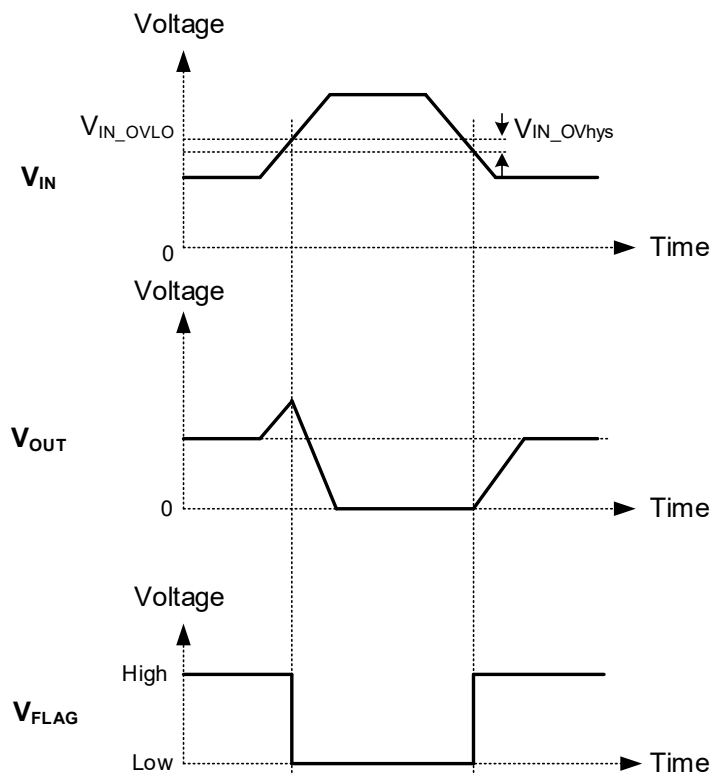 Voltage
V_IN_OVLO
V_IN_OVhys
V_IN
0
Time
Voltage
V_OUT
0
Time
Voltage
High
V_FLAG
Low
Time